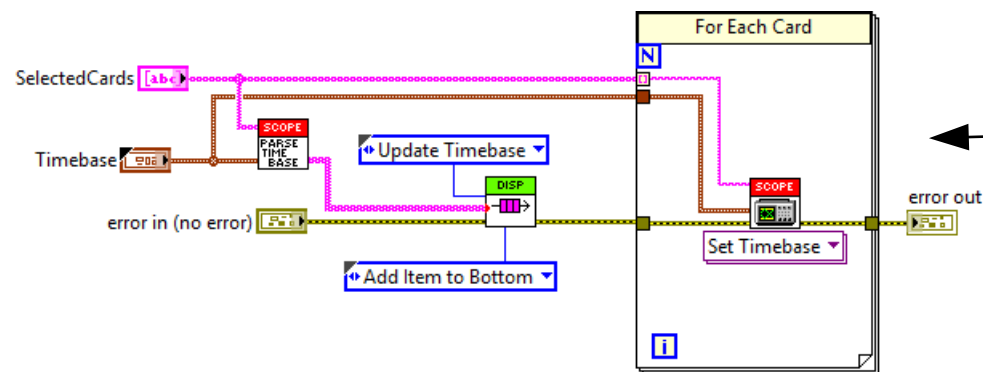 For Each Card
N
SelectedCards
[abc]
SCOPE
PARSE
TIME
BASE
Timebase
Update Timebase
DISP
error in (no error)
Add Item to Bottom
SCOPE
Set Timebase
error out
i